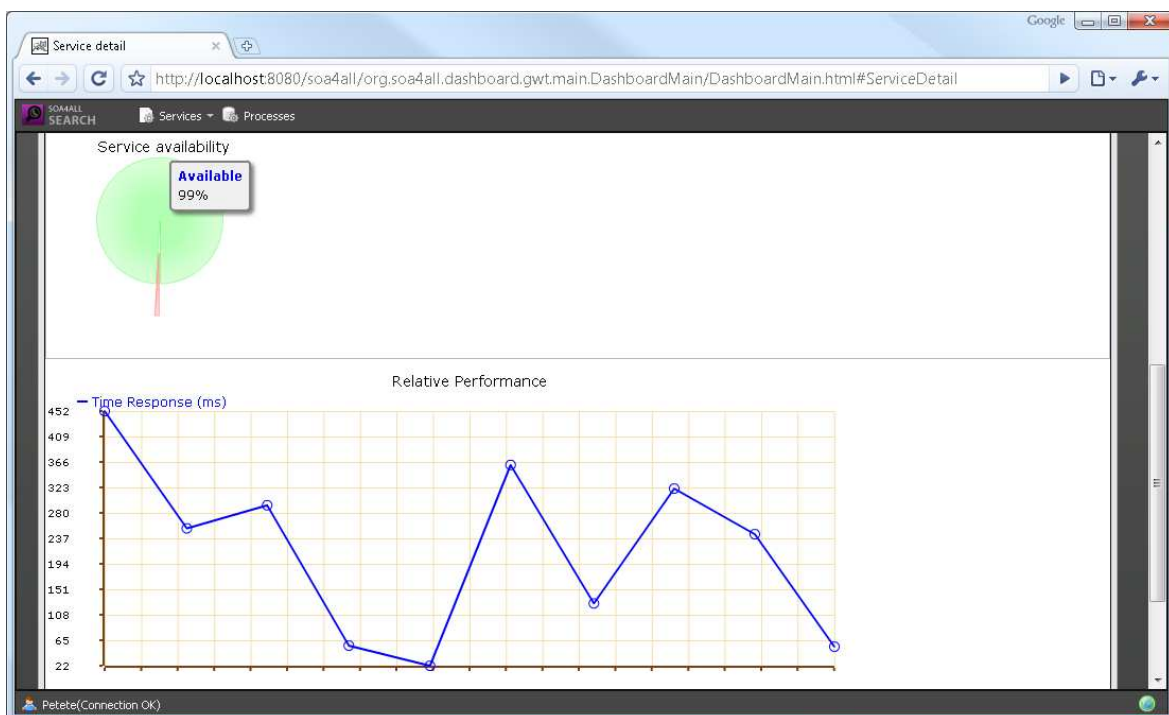 Google
Service detail
http://localhost:8080/soa4all/org.soa4all.dashboard.gwt.main.DashboardMain/DashboardMain.html#ServiceDetail
SOA4ALL
SEARCH
Services
Processes
Service availability
Available
99%
Relative Performance
Time Response (ms)
452
409
366
323
280
237
194
151
108
65
22
Petete(Connection OK)